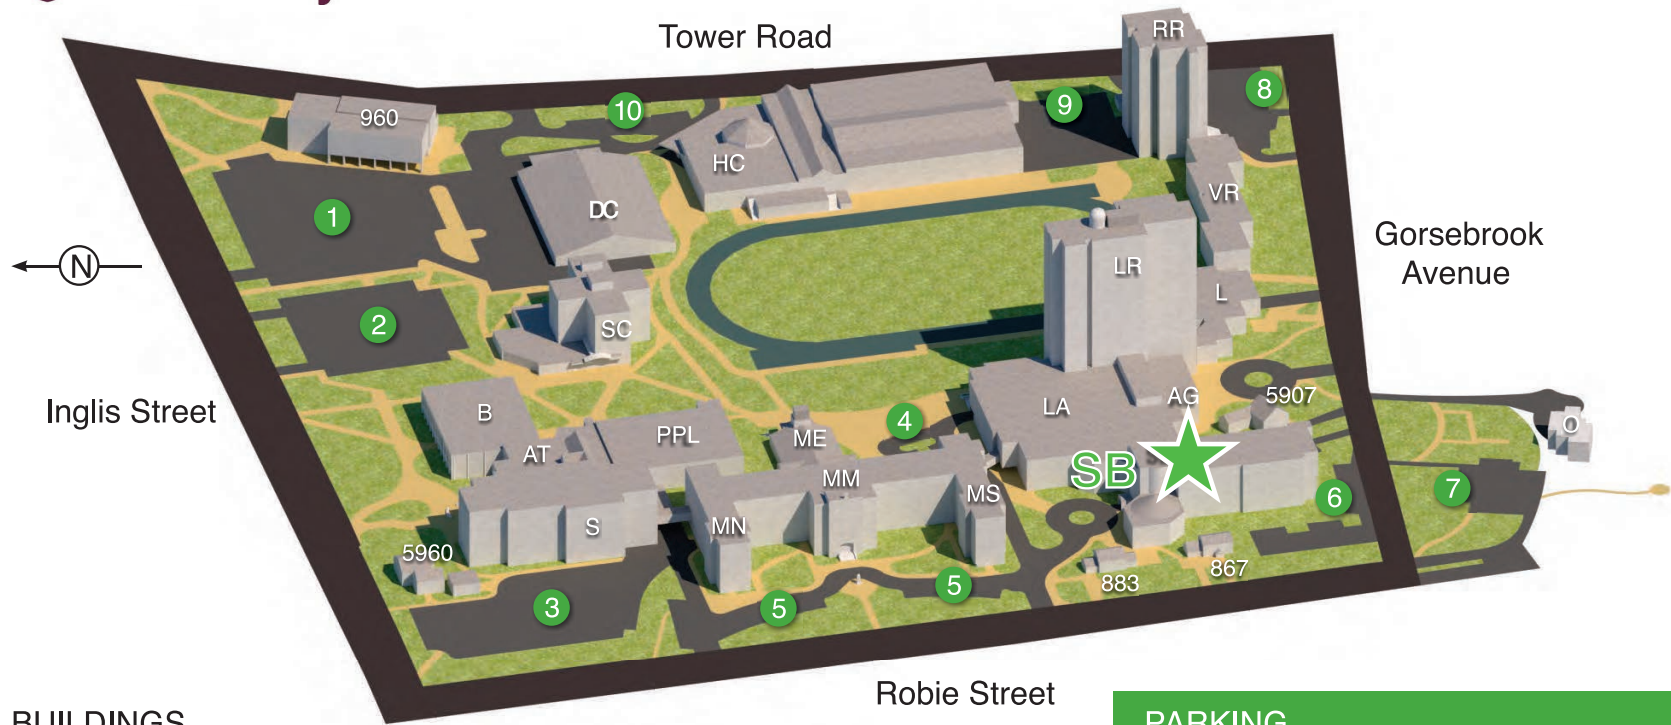 Tower Road
RR
960
10
9
8
HC
1
DC
VR
Gorsebrook
Avenue
N
LR
L
2
SC
Inglis Street
B
PPL
AT
ME
4
LA
AG
5907
O
MM
SB
MS
6
7
S
MN
5960
883
867
3
5
5
Robie Street
BUILDINGS
PARKING